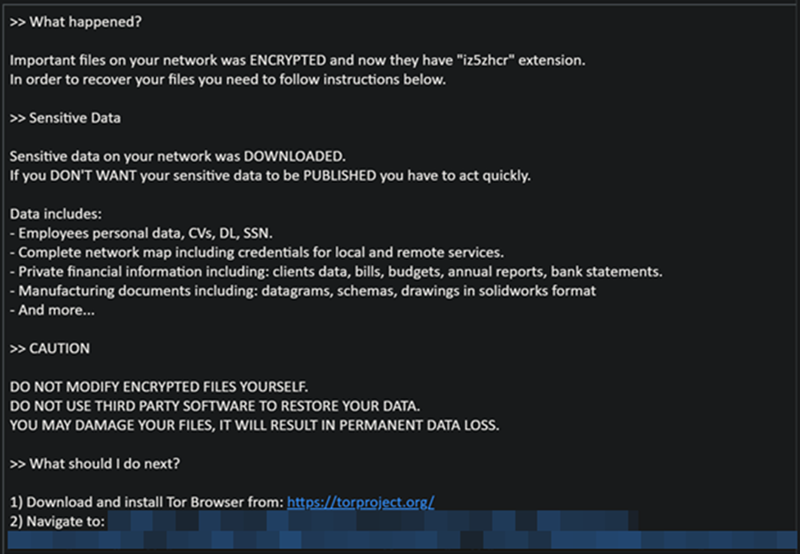 >> What happened?
Important files on your network was ENCRYPTED and now they have "iz5zhcr" extension.
In order to recover your files you need to follow instructions below.
>> Sensitive Data
Sensitive data on your network was DOWNLOADED.
If you DON'T WANT your sensitive data to be PUBLISHED you have to act quickly.
Data includes:
- Employees personal data, CVs, DL, SSN.
- Complete network map including credentials for local and remote services.
- Private financial information including: clients data, bills, budgets, annual reports, bank statements.
- Manufacturing documents including: datagrams, schemas, drawings in solidworks format
- And more...
>> CAUTION
DO NOT MODIFY ENCRYPTED FILES YOURSELF.
DO NOT USE THIRD PARTY SOFTWARE TO RESTORE YOUR DATA.
YOU MAY DAMAGE YOUR FILES, IT WILL RESULT IN PERMANENT DATA LOSS.
>> What should I do next?
1) Download and install Tor Browser from: https://torproject.org/
2) Navigate to: